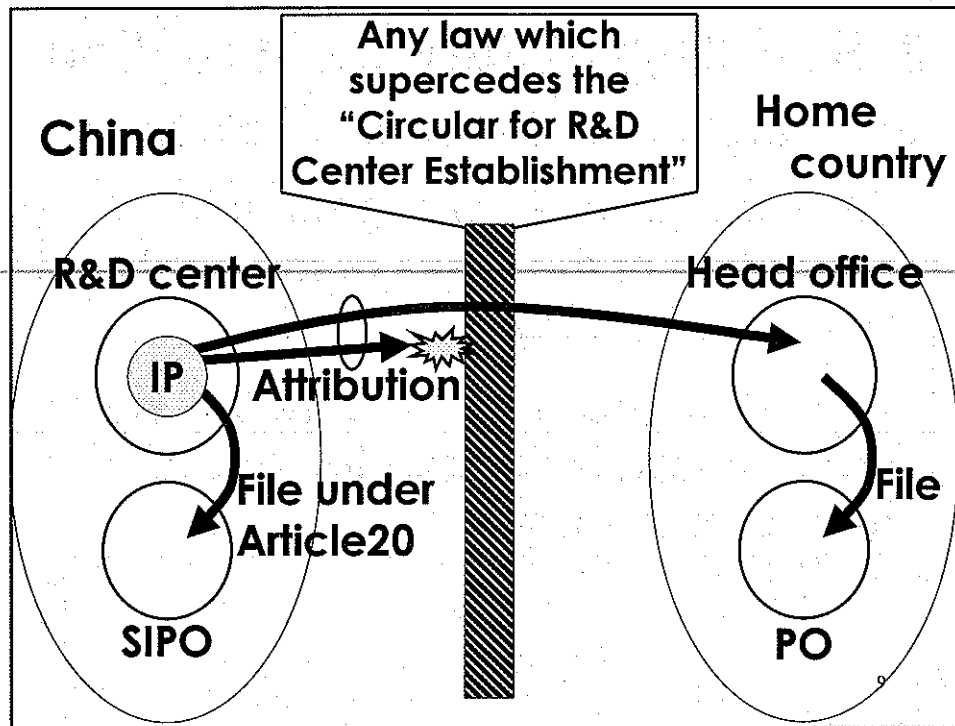 Any law which
supercedes the
“Circular for R&D
Center Establishment”
China
Home
country
R&D center
Head office
IP
Attribution
File under
Article20
File
SIPO
PO
9